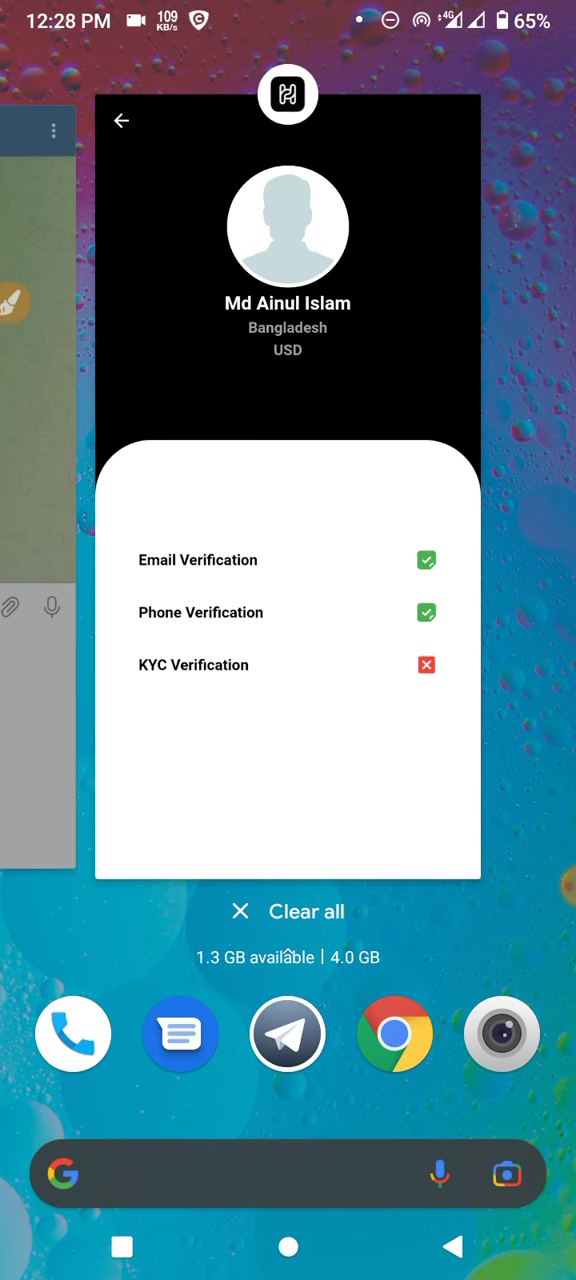 12:28 PM 109 KB/s 4G 65%
Md Ainul Islam
Bangladesh
USD
Email Verification
Phone Verification
KYC Verification
Clear all
1.3 GB available | 4.0 GB